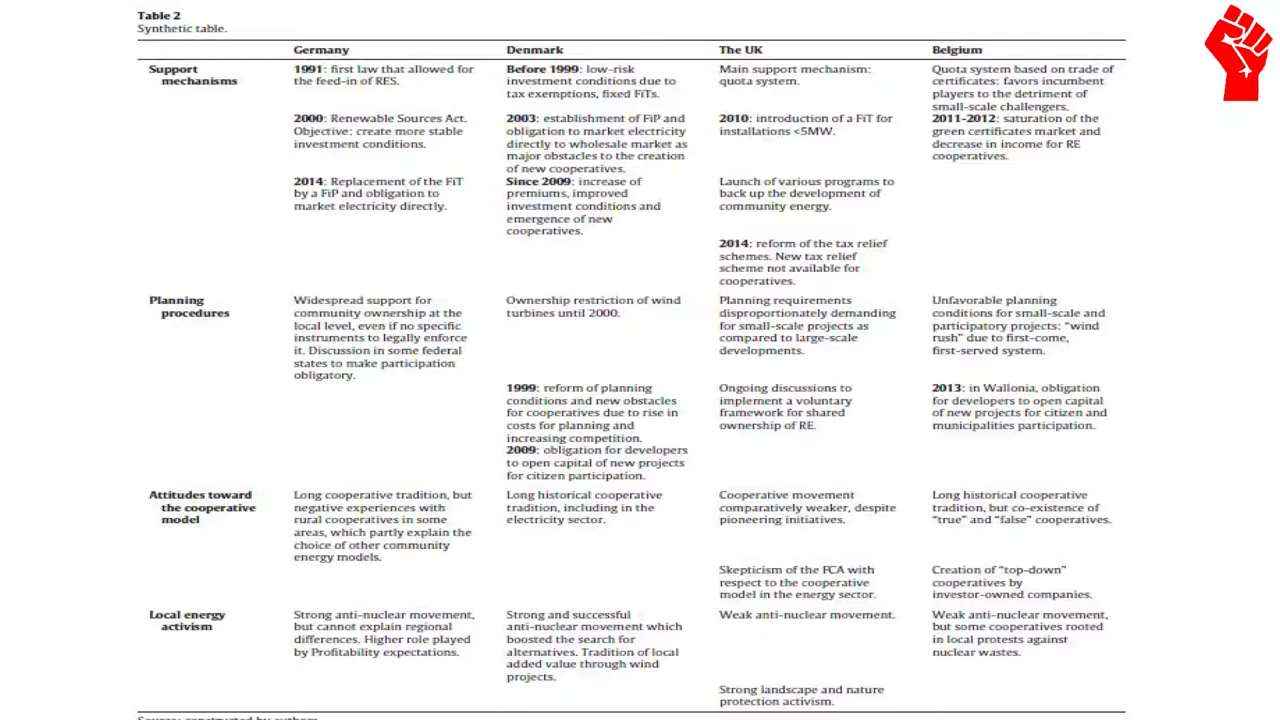 Table 2
Synthetic table.
Germany
Denmark
The UK
Belgium
Support
mechanisms
1991: first law that allowed for
the feed-in of RES.
Before 1999: low-risk
investment conditions due to
tax exemptions, fixed FiTs.
Main support mechanism:
quota system.
Quota system based on trade of
certificates: favors incumbent
players to the detriment of
small-scale challengers.
2000: Renewable Sources Act.
Objective: create more stable
investment conditions.
2003: establishment of FiP and
obligation to market electricity
directly to wholesale market as
major obstacles to the creation
of new cooperatives.
2010: introduction of a FiT for
installations <5MW.
2011-2012: saturation of the
green certificates market and
decrease in income for RE
cooperatives.
2014: Replacement of the FiT
by a FiP and obligation to
market electricity directly.
Since 2009: increase of
premiums, improved
investment conditions and
emergence of new
cooperatives.
Launch of various programs to
back up the development of
community energy.
2014: reform of the tax relief
schemes. New tax relief
scheme not available for
cooperatives.
Planning
procedures
Widespread support for
community ownership at the
local level, even if no specific
instruments to legally enforce
it. Discussion in some federal
states to make participation
obligatory.
Ownership restriction of wind
turbines until 2000.
Planning requirements
disproportionately demanding
for small-scale projects as
compared to large-scale
developments.
Unfavorable planning
conditions for small-scale and
participatory projects: "wind
rush" due to first-come,
first-served system.
1999: reform of planning
conditions and new obstacles
for cooperatives due to rise in
costs for planning and
increasing competition.
Ongoing discussions to
implement a voluntary
framework for shared
ownership of RE.
2013: in Wallonia, obligation
for developers to open capital
of new projects for citizen and
municipalities participation.
2009: obligation for developers
to open capital of new projects
for citizen participation.
Attitudes toward
the cooperative
model
Long cooperative tradition, but
negative experiences with
rural cooperatives in some
areas, which partly explain the
choice of other community
energy models.
Long historical cooperative
tradition, including in the
electricity sector.
Cooperative movement
comparatively weaker, despite
pioneering initiatives.
Long historical cooperative
tradition, but co-existence of
"true" and "false" cooperatives.
Skepticism of the FCA with
respect to the cooperative
model in the energy sector.
Creation of "top-down"
cooperatives by
investor-owned companies.
Local energy
activism
Strong anti-nuclear movement,
but cannot explain regional
differences. Higher role played
by Profitability expectations.
Strong and successful
anti-nuclear movement which
boosted the search for
alternatives. Tradition of local
added value through wind
projects.
Weak anti-nuclear movement.
Weak anti-nuclear movement,
but some cooperatives rooted
in local protests against
nuclear wastes.
Strong landscape and nature
protection activism.
Source: constructed by authors.